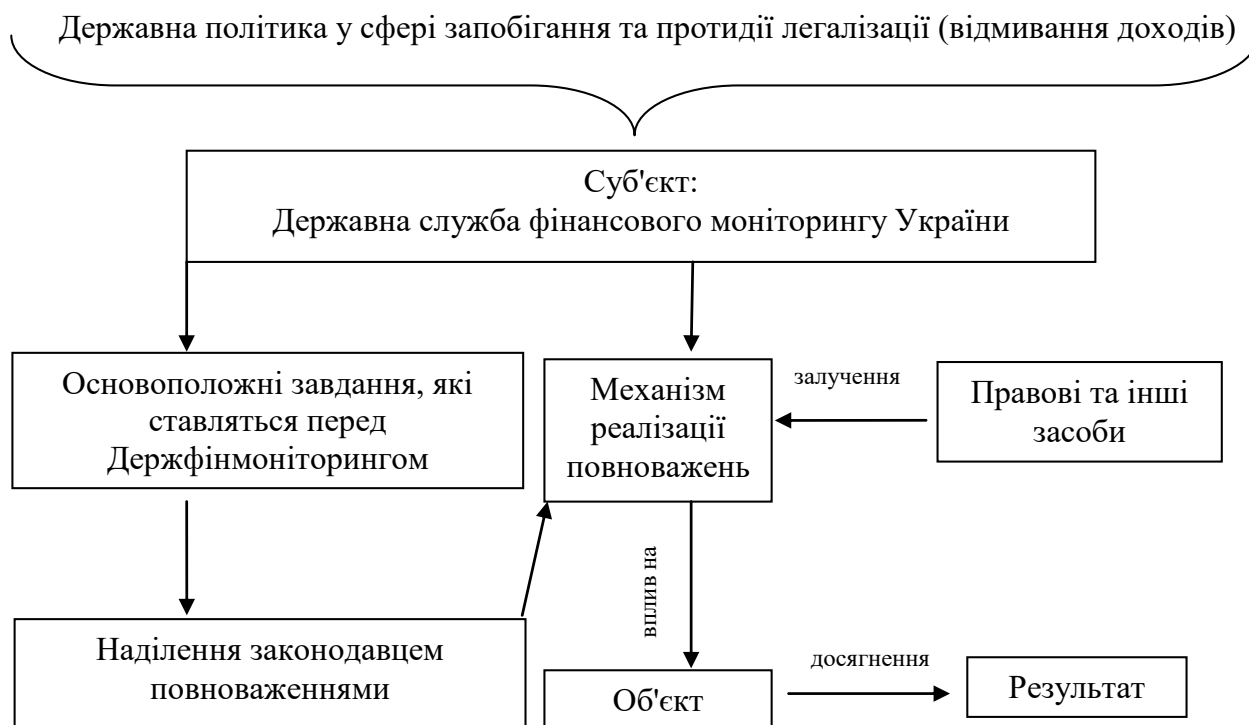 Державна політика у сфері запобігання та протидії легалізації (відмивання доходів)
Суб'єкт:
Державна служба фінансового моніторингу України
Основоположні завдання, які
ставляться перед
Держфінмоніторингом
Механізм
реалізації
повноважень
залучення
Правові та інші
засоби
вплив на
Наділення законодавцем
повноваженнями
Об'єкт
досягнення
Результат